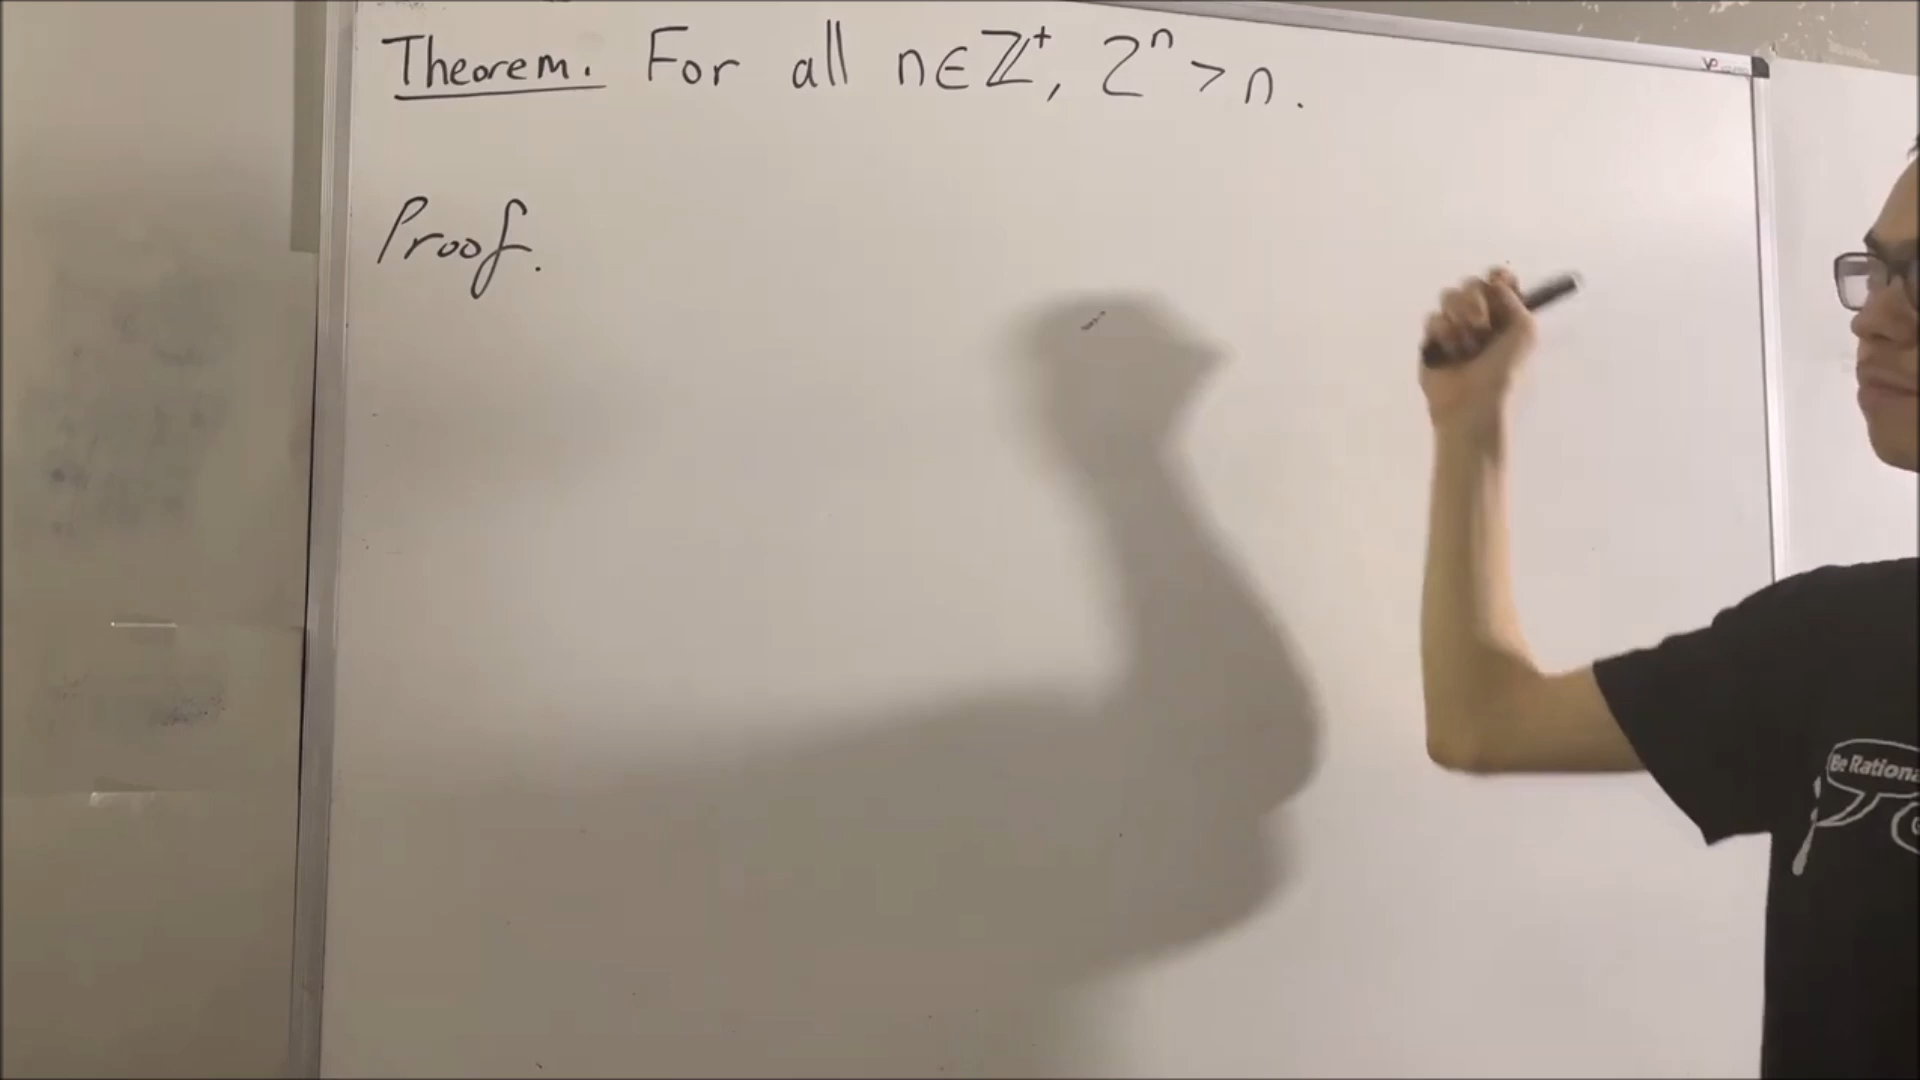 Theorem. For all n∈ℤ⁺, 2ⁿ > n.
Proof.
Be Rationa